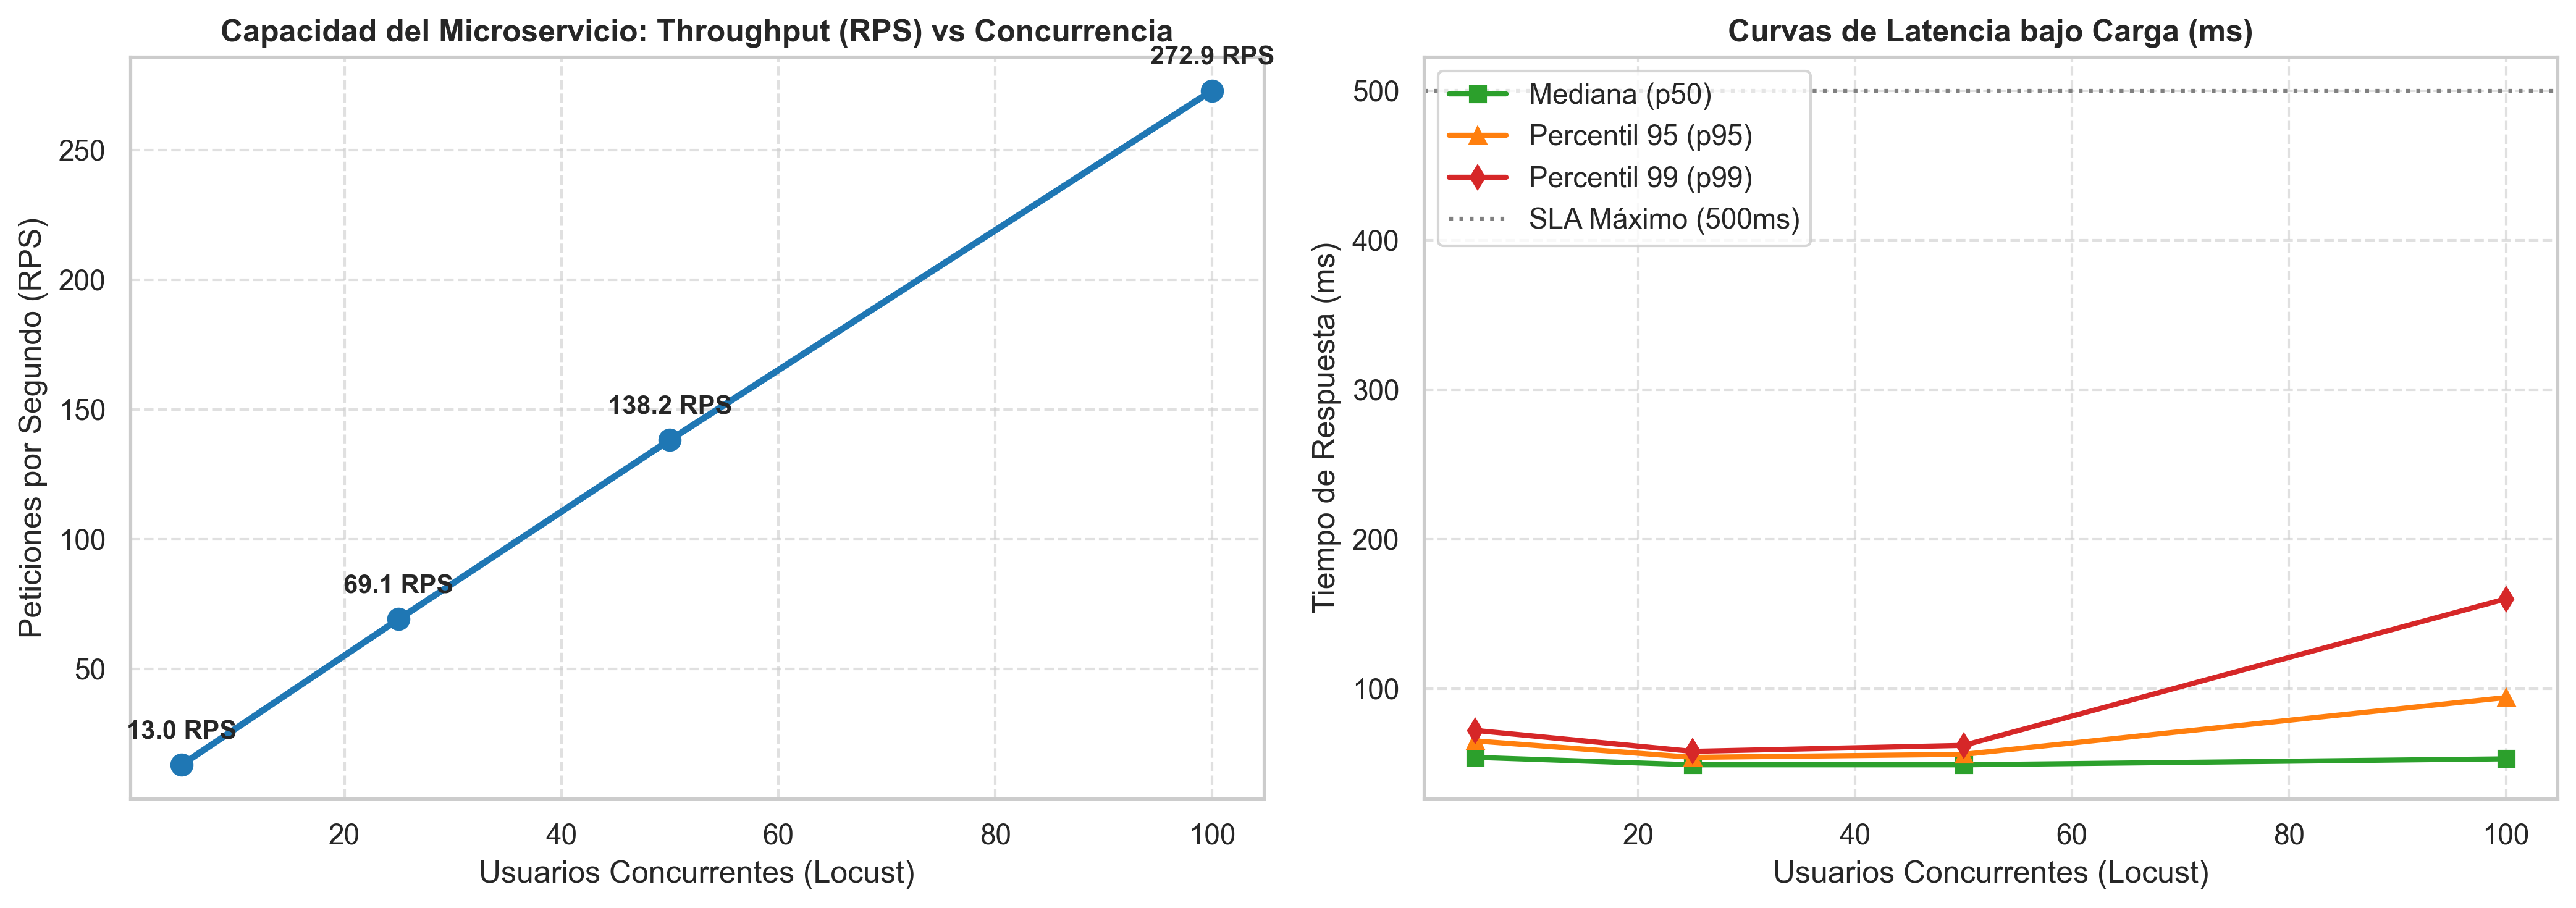 Capacidad del Microservicio: Throughput (RPS) vs Concurrencia
272.9 RPS
138.2 RPS
69.1 RPS
13.0 RPS
250
200
150
100
50
Peticiones por Segundo (RPS)
20 40 60 80 100
Usuarios Concurrentes (Locust)
Curvas de Latencia bajo Carga (ms)
Mediana (p50)
Percentil 95 (p95)
Percentil 99 (p99)
SLA Máximo (500ms)
500
400
300
200
100
Tiempo de Respuesta (ms)
20 40 60 80 100
Usuarios Concurrentes (Locust)